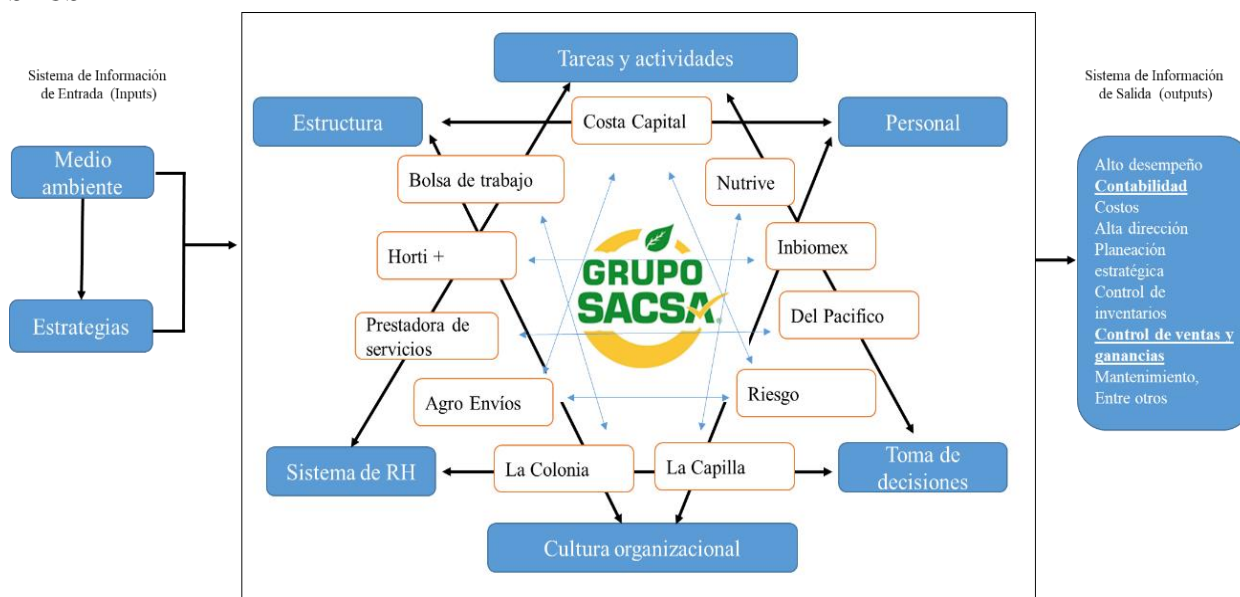 Sistema de Información
de Entrada (Inputs)
Medio
ambiente
Estrategias
Tareas y actividades
Estructura
Costa Capital
Personal
Bolsa de trabajo
Nutrive
Horti +
Inbiomex
GRUPO
SACSA
Prestadora de
servicios
Del Pacifico
Agro Envíos
Riesgo
Sistema de RH
La Colonia
La Capilla
Toma de
decisiones
Cultura organizacional
Sistema de Información
de Salida (outputs)
Alto desempeño
Contabilidad
Costos
Alta dirección
Planeación
estratégica
Control de
inventarios
Control de ventas y
ganancias
Mantenimiento,
Entre otros